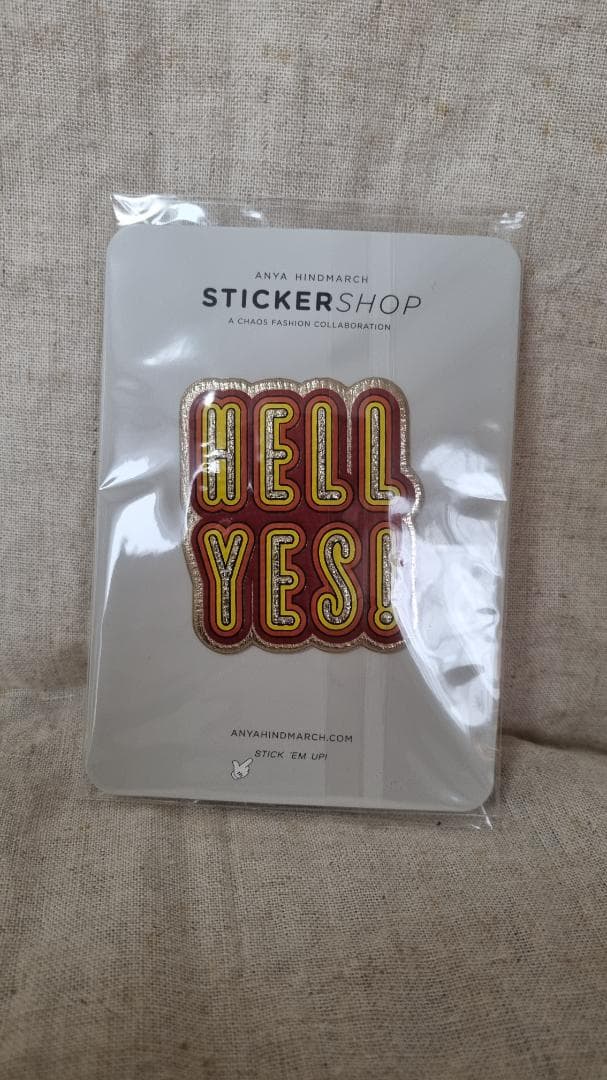 ANYA HINDMARCH
STICKERSHOP
A CHAOS FASHION COLLABORATION
HELL
YES!
ANYAHINDMARCH.COM
STICK 'EM UP!